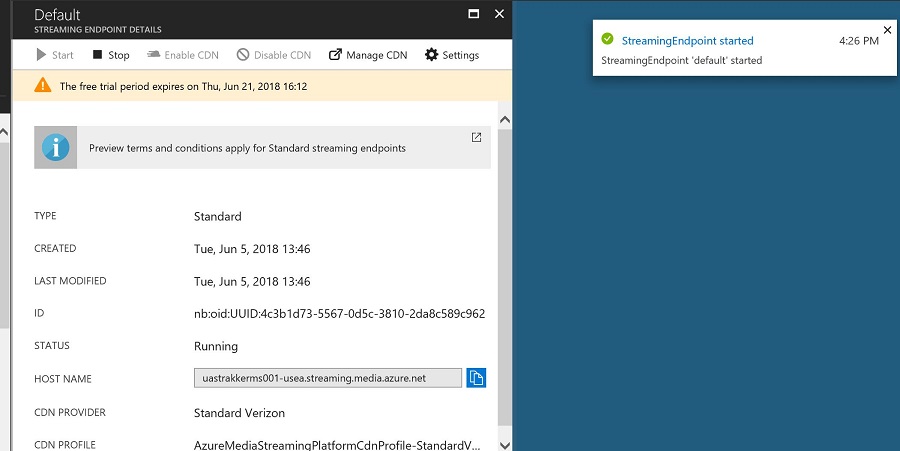 Default
STREAMING ENDPOINT DETAILS
Start Stop Enable CDN Disable CDN Manage CDN Settings
The free trial period expires on Thu, Jun 21, 2018 16:12
Preview terms and conditions apply for Standard streaming endpoints
TYPE Standard
CREATED Tue, Jun 5, 2018 13:46
LAST MODIFIED Tue, Jun 5, 2018 13:46
ID nb:oid:UUID:4c3b1d73-5567-0d5c-3810-2da8c589c962
STATUS Running
HOST NAME uastrakkerms001-usea.streaming.media.azure.net
CDN PROVIDER Standard Verizon
CDN PROFILE AzureMediaStreamingPlatformCdnProfile-StandardV...
StreamingEndpoint started 4:26 PM
StreamingEndpoint 'default' started